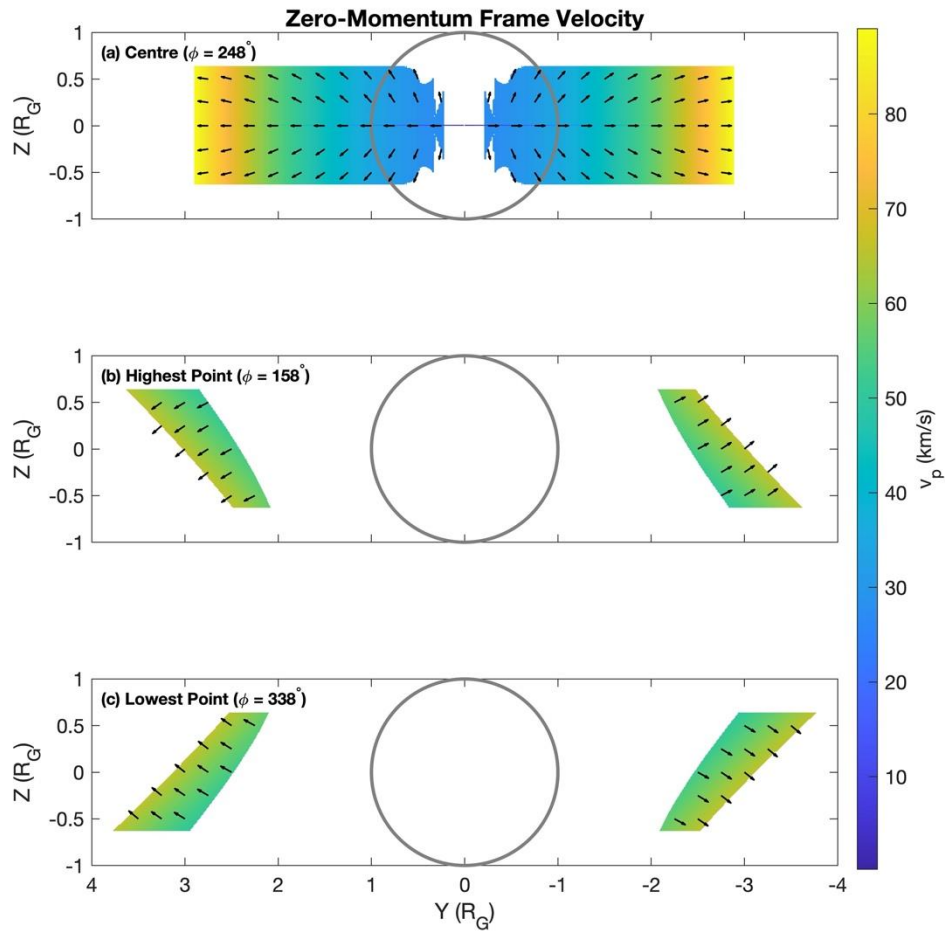 Zero-Momentum Frame Velocity
(a) Centre (ϕ = 248°)
Z (R_G)
1
0.5
0
-0.5
-1
(b) Highest Point (ϕ = 158°)
Z (R_G)
1
0.5
0
-0.5
-1
(c) Lowest Point (ϕ = 338°)
Z (R_G)
1
0.5
0
-0.5
-1
4 3 2 1 0 -1 -2 -3 -4
Y (R_G)
80
70
60
50
40
30
20
10
v_p (km/s)